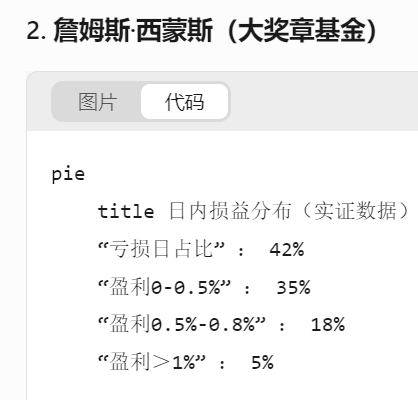 2. 詹姆斯·西蒙斯（大奖章基金）
图片 代码
pie
title 日内损益分布（实证数据）
“亏损日占比” ： 42%
“盈利0-0.5%” ： 35%
“盈利0.5%-0.8%” ： 18%
“盈利＞1%” ： 5%